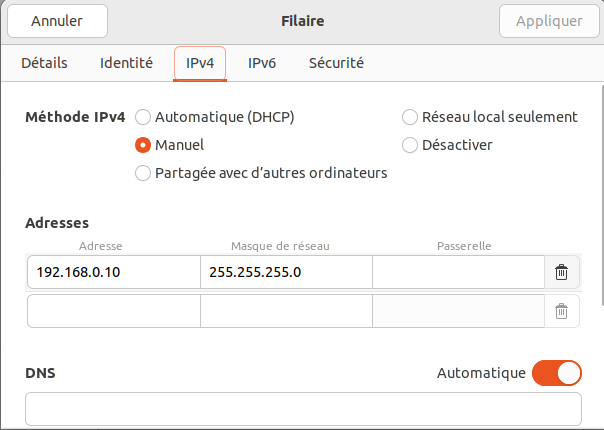 Annuler Filaire Appliquer
Détails Identité IPv4 IPv6 Sécurité
Méthode IPv4 Automatique (DHCP) Réseau local seulement
Manuel Désactiver
Partagée avec d’autres ordinateurs
Adresses
Adresse Masque de réseau Passerelle
192.168.0.10 255.255.255.0
DNS Automatique